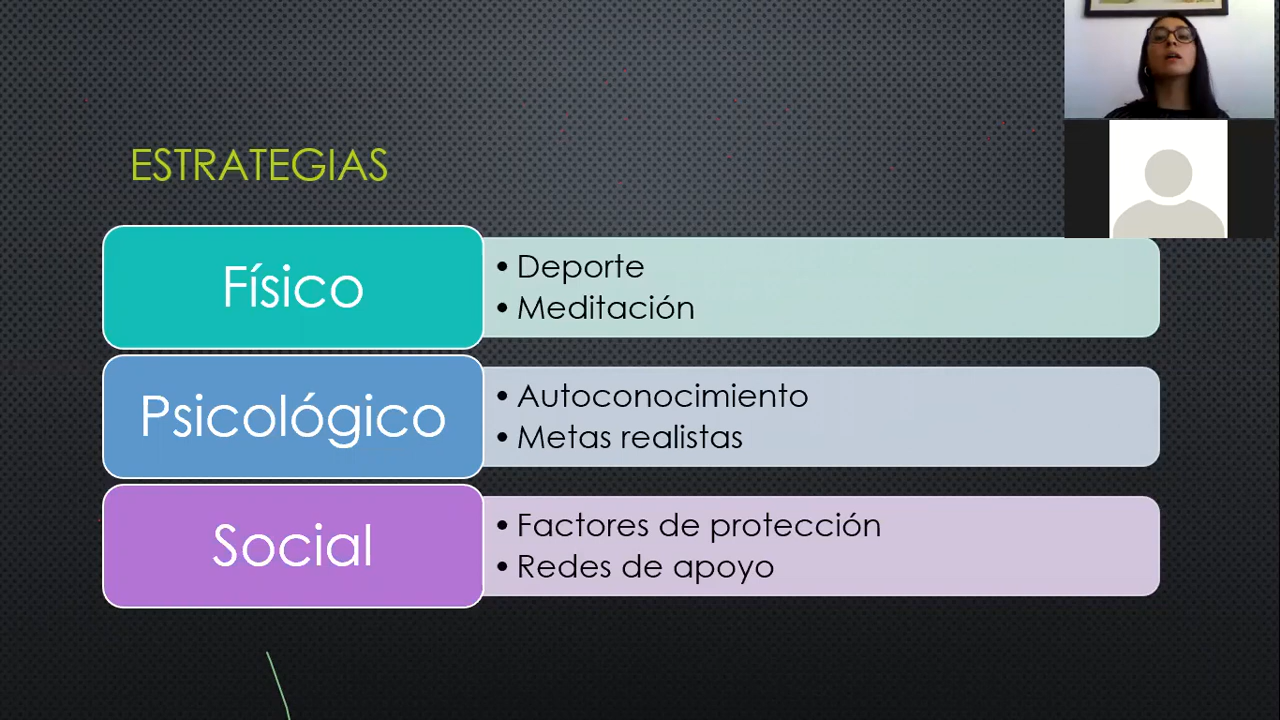 ESTRATEGIAS
Físico
• Deporte
• Meditación
Psicológico
• Autoconocimiento
• Metas realistas
Social
• Factores de protección
• Redes de apoyo